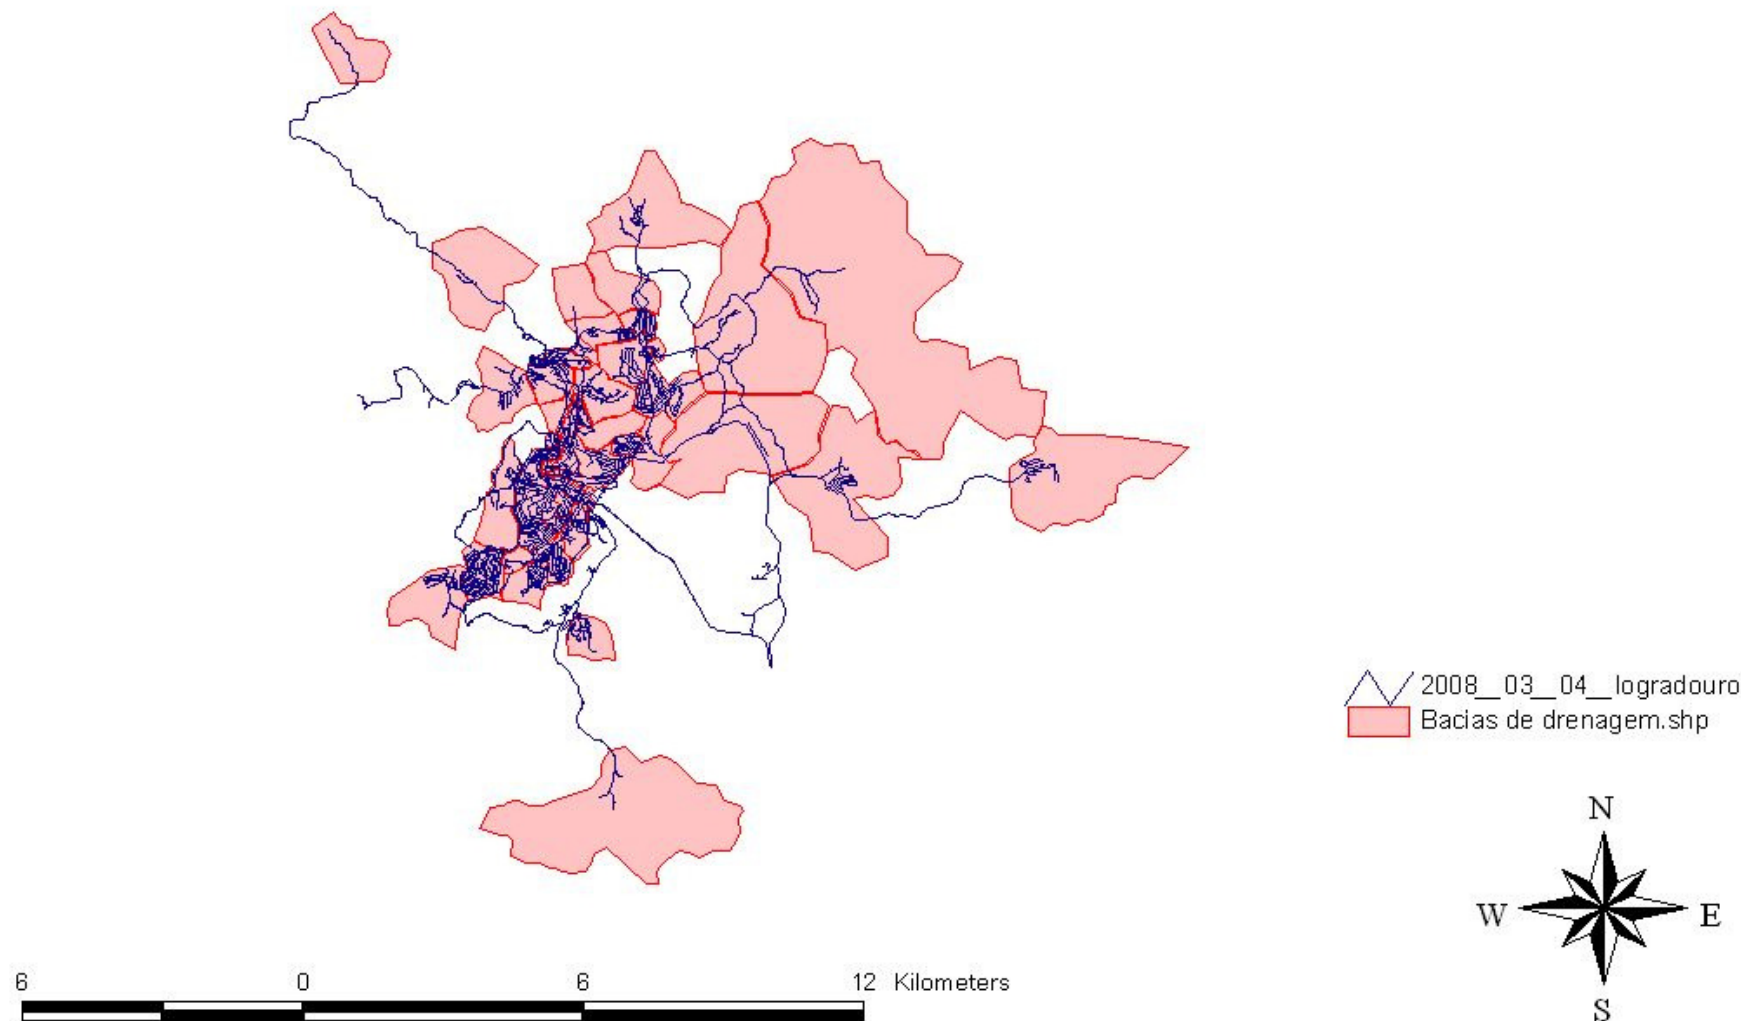 2008__03__04__logradouro
Bacias de drenagem.shp
N
W E
S
6 0 6 12 Kilometers